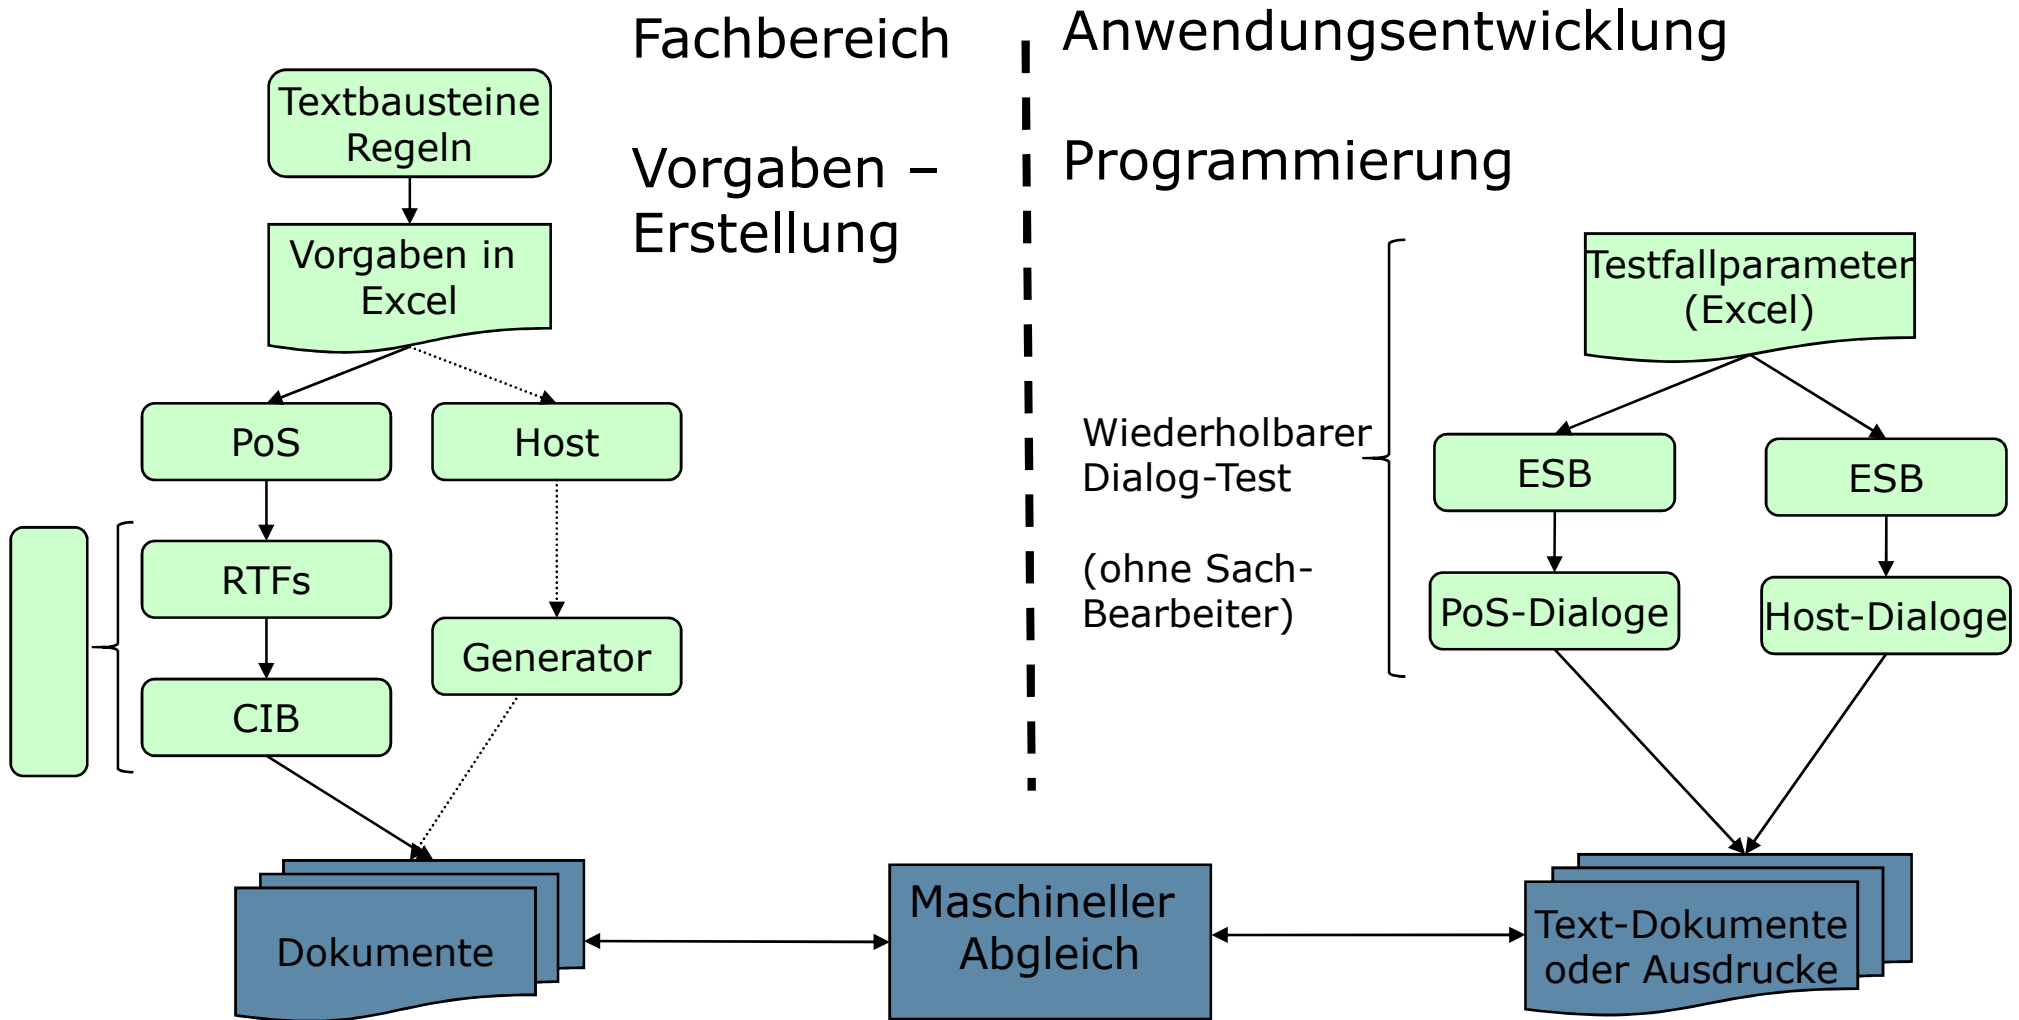 Fachbereich
Vorgaben –
Erstellung
Anwendungsentwicklung
Programmierung
Textbausteine
Regeln
Vorgaben in
Excel
PoS
Host
RTFs
Generator
CIB
Dokumente
Maschineller
Abgleich
Wiederholbarer
Dialog-Test
(ohne Sach-
Bearbeiter)
Testfallparameter
(Excel)
ESB
ESB
PoS-Dialoge
Host-Dialoge
Text-Dokumente
oder Ausdrucke